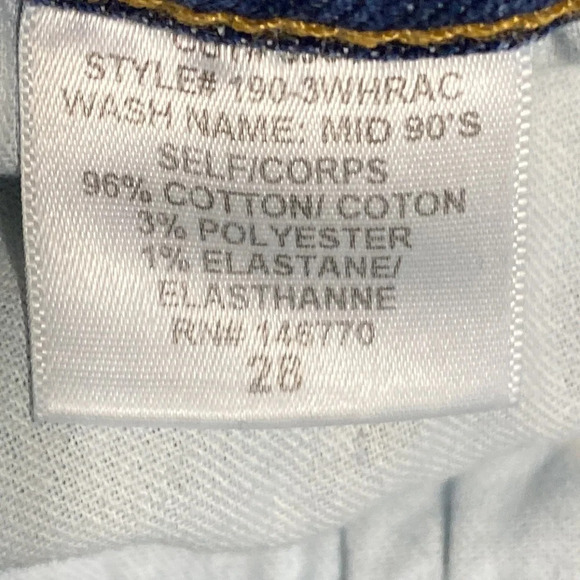 STYLE# 190-3WHRAC
WASH NAME: MID 90'S
SELF/CORPS
96% COTTON/ COTON
3% POLYESTER
1% ELASTANE/
ELASTHANNE
RN# 146770
28